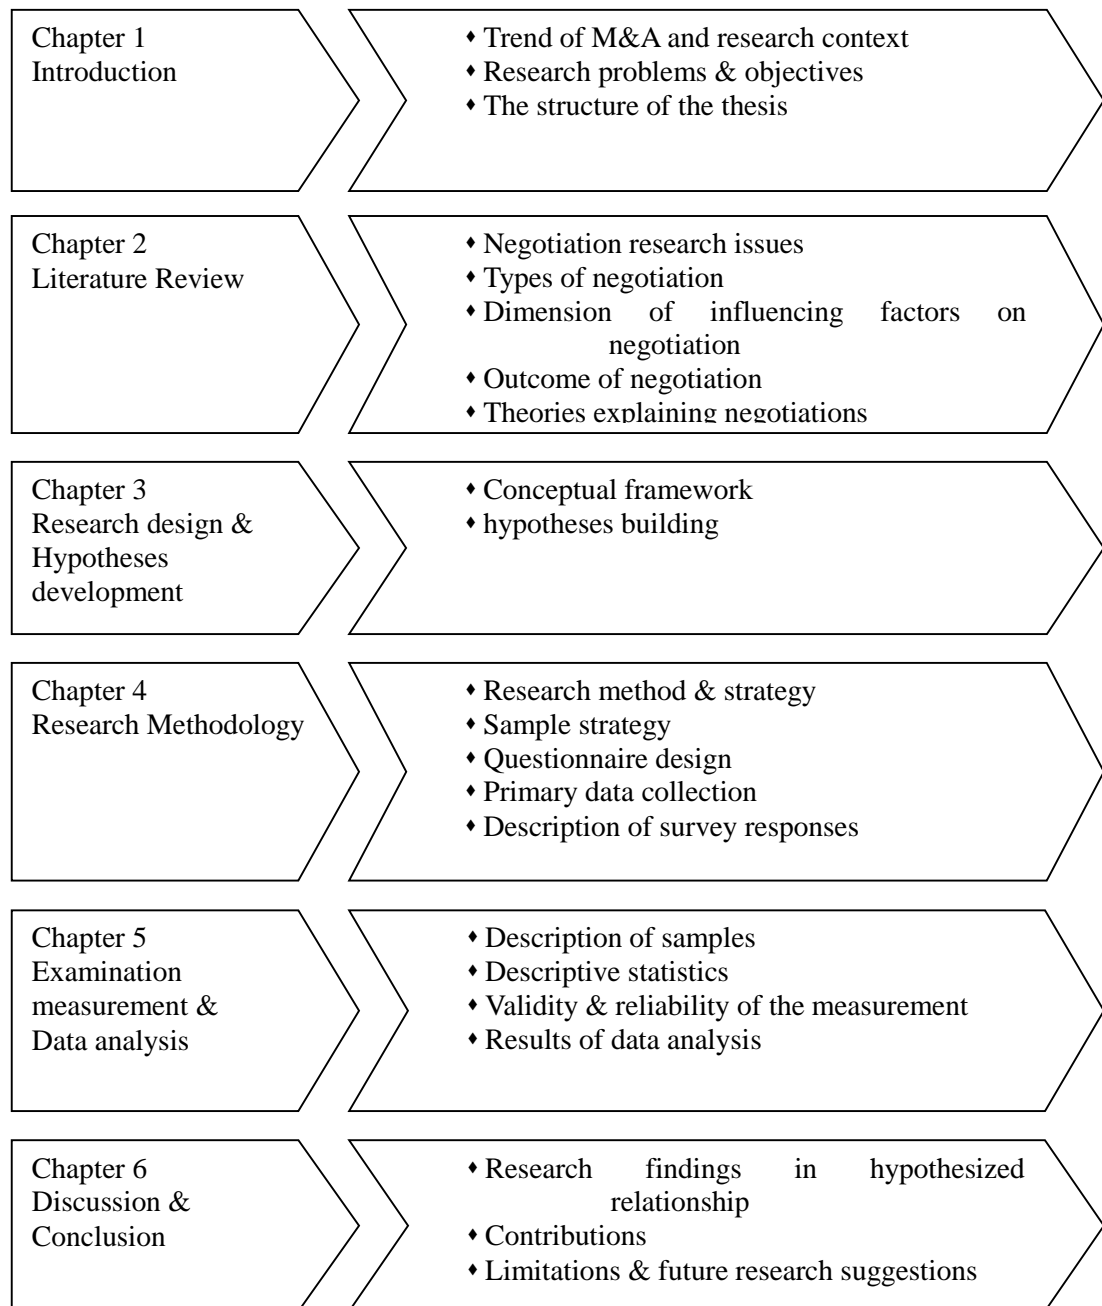 Chapter 1
Introduction
♦ Trend of M&A and research context
♦ Research problems & objectives
♦ The structure of the thesis
Chapter 2
Literature Review
♦ Negotiation research issues
♦ Types of negotiation
♦ Dimension of influencing factors on
negotiation
♦ Outcome of negotiation
♦ Theories explaining negotiations
Chapter 3
Research design &
Hypotheses
development
♦ Conceptual framework
♦ hypotheses building
Chapter 4
Research Methodology
♦ Research method & strategy
♦ Sample strategy
♦ Questionnaire design
♦ Primary data collection
♦ Description of survey responses
Chapter 5
Examination
measurement &
Data analysis
♦ Description of samples
♦ Descriptive statistics
♦ Validity & reliability of the measurement
♦ Results of data analysis
Chapter 6
Discussion &
Conclusion
♦ Research findings in hypothesized
relationship
♦ Contributions
♦ Limitations & future research suggestions